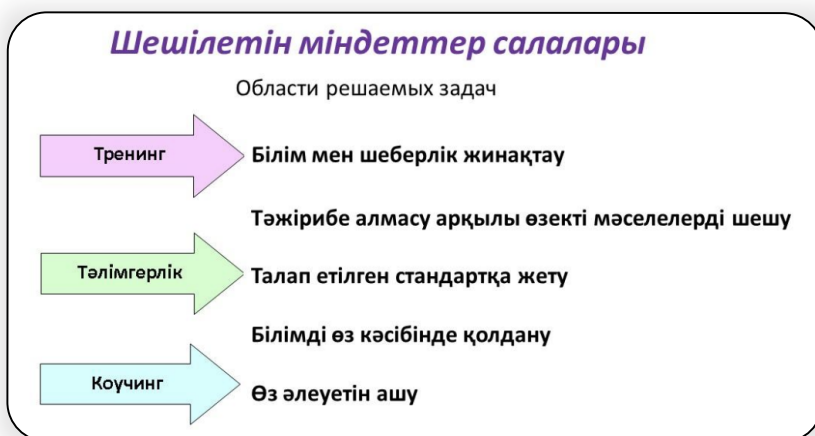 Шешілетін міндеттер салалары
Области решаемых задач
Тренинг
Білім мен шеберлік жинақтау
Тәжірибе алмасу арқылы өзекті мәселелерді шешу
Тәлімгерлік
Талап етілген стандартқа жету
Білімді өз кәсібінде қолдану
Коучинг
Өз әлеуетін ашу